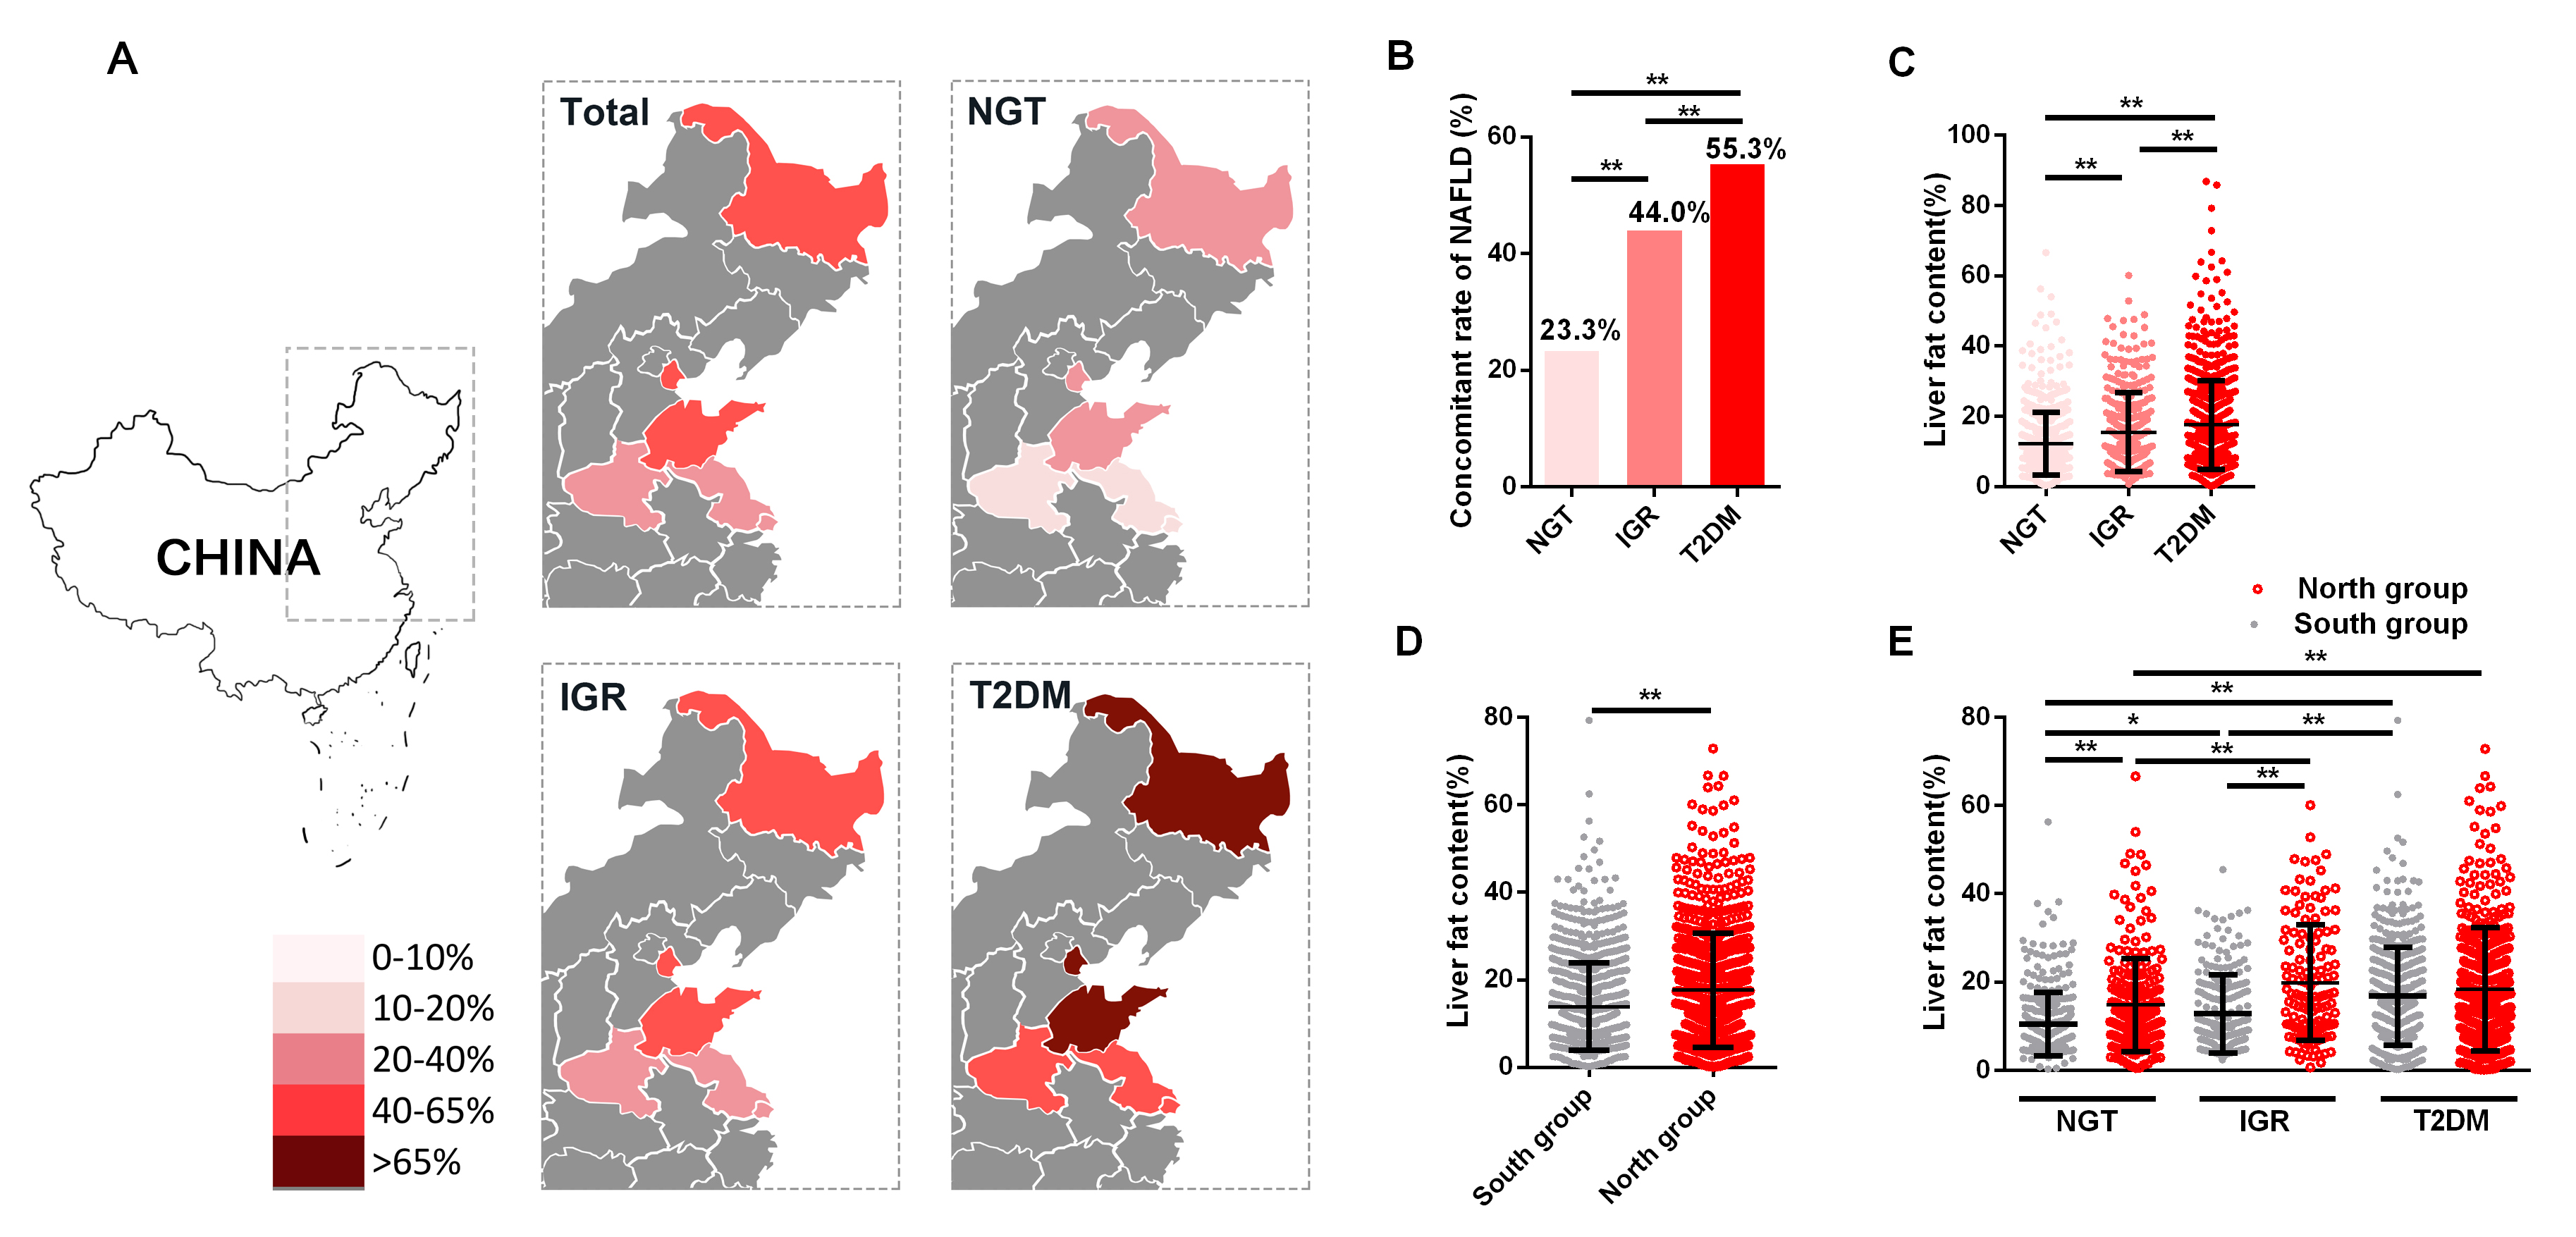 A
Total
NGT
IGR
T2DM
CHINA
0-10%
10-20%
20-40%
40-65%
>65%
B
Concomitant rate of NAFLD (%)
60
40
20
0
**
**
**
23.3%
44.0%
55.3%
NGT
IGR
T2DM
C
Liver fat content(%)
100
80
60
40
20
0
**
**
**
NGT
IGR
T2DM
D
Liver fat content(%)
80
60
40
20
0
**
South group
North group
E
North group
South group
Liver fat content(%)
80
60
40
20
0
**
**
* **
** **
**
NGT
IGR
T2DM